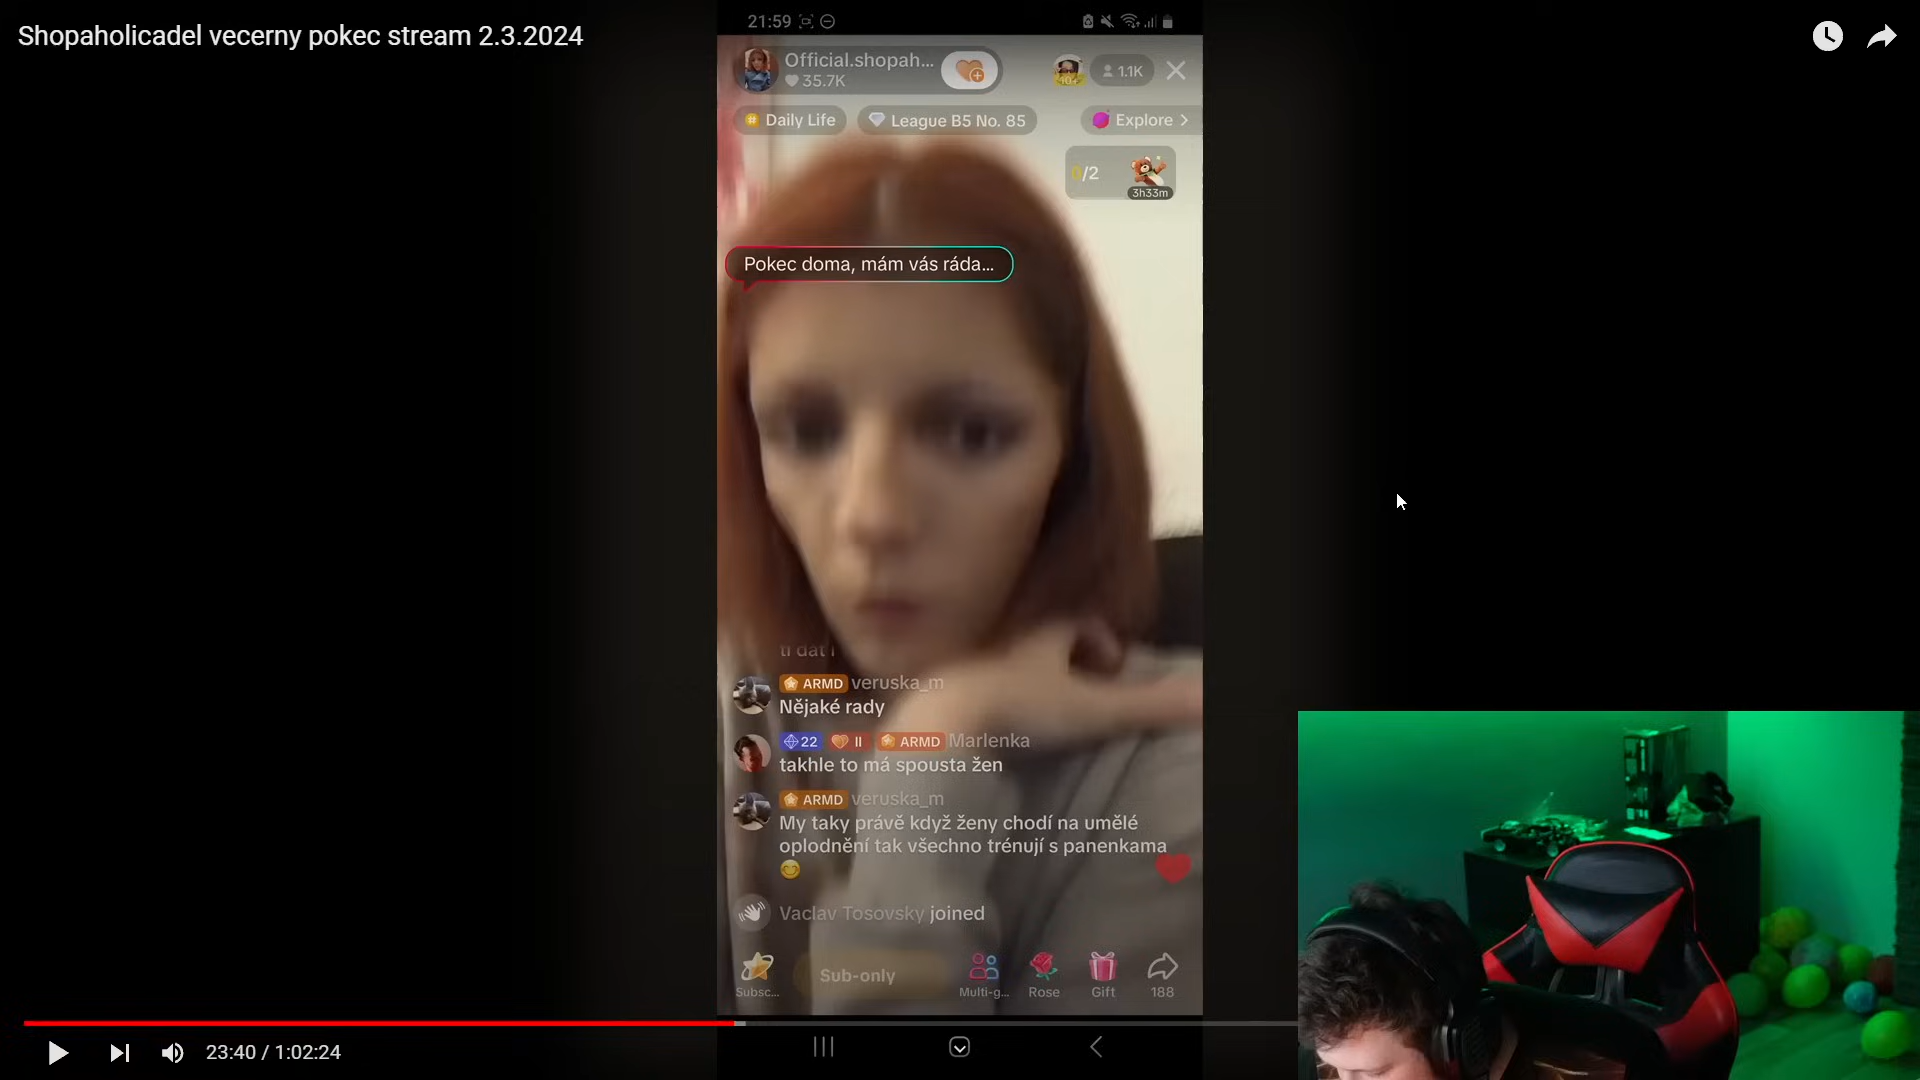 Shopaholicadel vecerny pokec stream 2.3.2024
21:59
Official.shopah...
35.7K
1.1K
Daily Life
League B5 No. 85
Explore
0/2
3h33m
Pokec doma, mám vás ráda...
ARMD veruska_m
Nějaké rady
22 II ARMD Marlenka
takhle to má spousta žen
ARMD veruska_m
My taky právě když ženy chodí na umělé
oplodnění tak všechno trénují s panenkama
Vaclav Tosovsky joined
Sub-only
Subsc...
Multi-g...
Rose
Gift
188
23:40 / 1:02:24